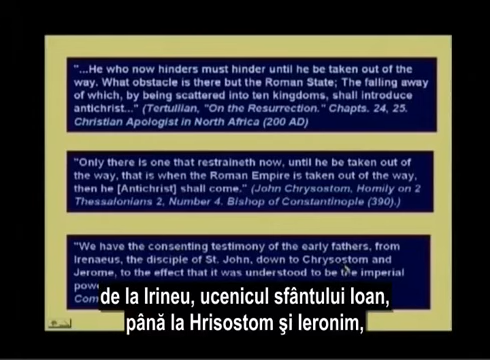 "...He who now hinders must hinder until he be taken out of the
way. What obstacle is there but the Roman State; The falling away
of which, by being scattered into ten kingdoms, shall introduce
antichrist..." (Tertullian, "On the Resurrection." Chapts. 24, 25.
Christian Apologist in North Africa (200 AD)
"Only there is one that restraineth now, until he be taken out of
the way, that is when the Roman Empire is taken out of the way,
then he [Antichrist] shall come." (John Chrysostom, Homily on 2
Thessalonians 2, Number 4. Bishop of Constantinople (390).)
"We have the consenting testimony of the early fathers, from
Irenaeus, the disciple of St. John, down to Chrysostom and
Jerome, to the effect that it was understood to be the imperial
de la Irineu, ucenicul sfântului Ioan,
până la Hrisostom şi Ieronim,